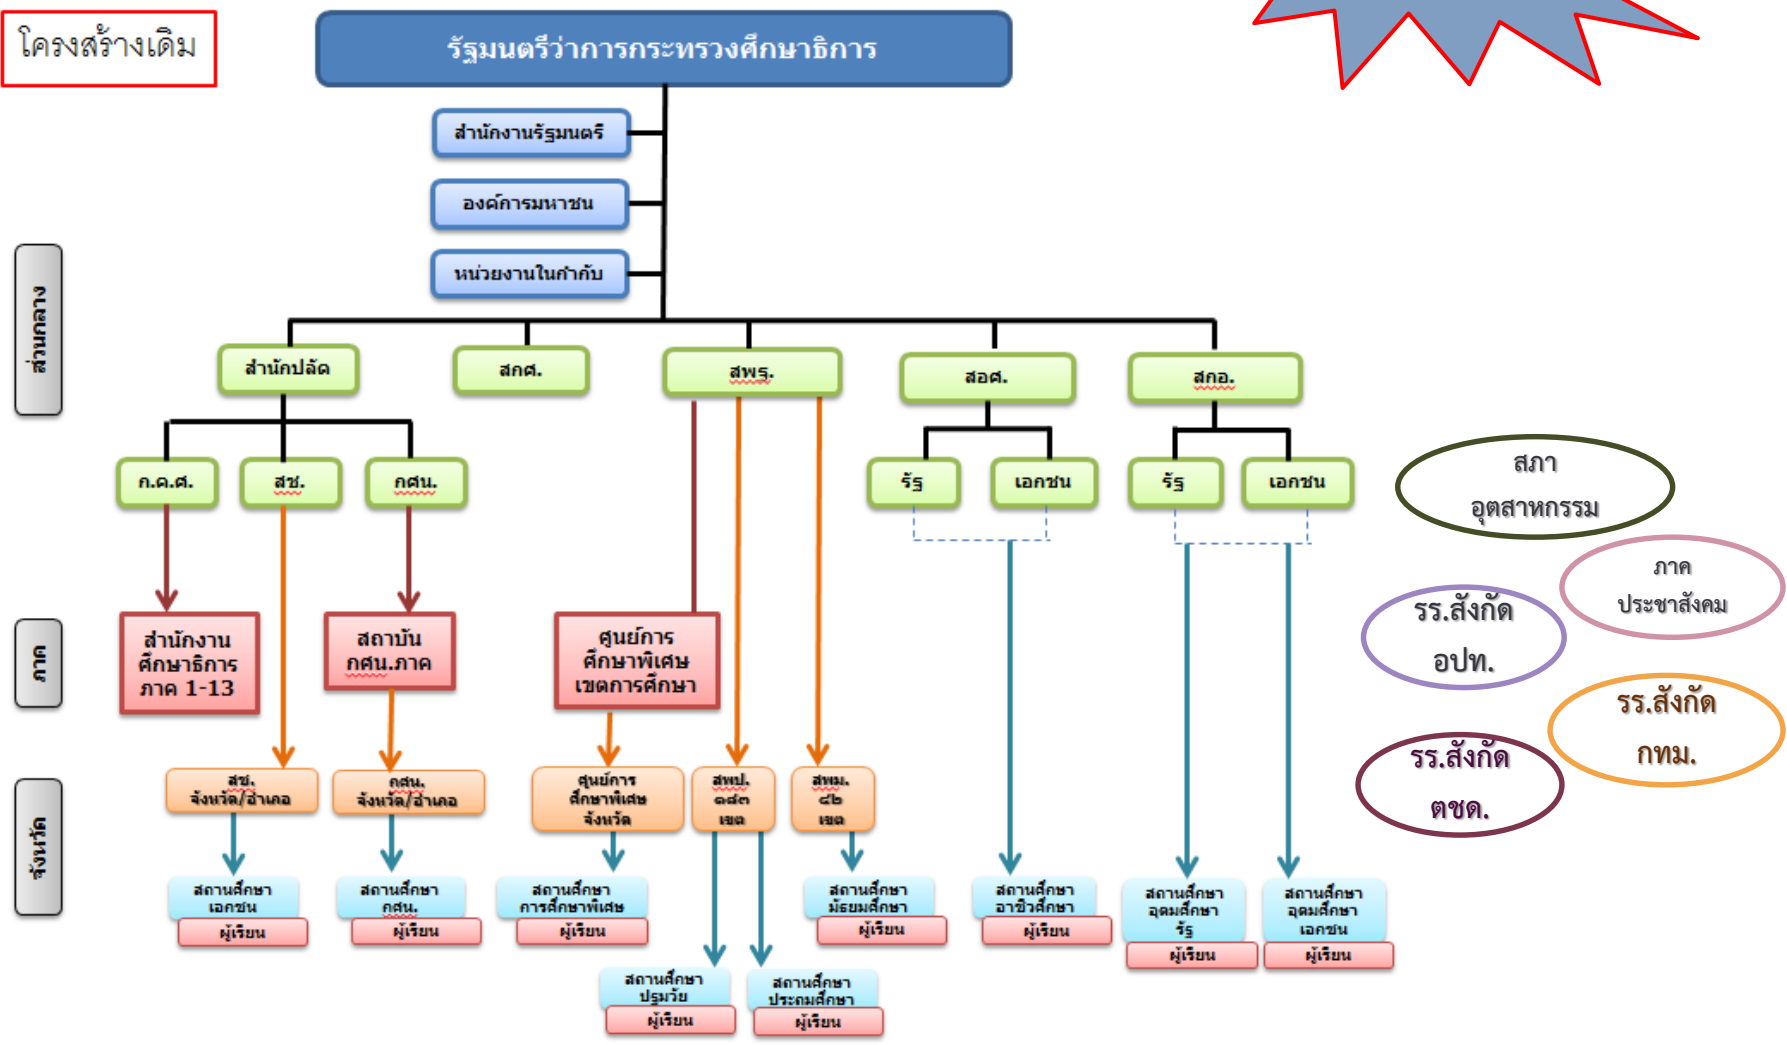 โครงสร้างเดิม
รัฐมนตรีว่าการกระทรวงศึกษาธิการ
สำนักงานรัฐมนตรี
องค์การมหาชน
หน่วยงานในกำกับ
ส่วนกลาง
สำนักปลัด
สกศ.
สพฐ.
สอศ.
สกอ.
ก.ค.ศ.
สช.
กศน.
รัฐ
เอกชน
รัฐ
เอกชน
สภา
อุตสาหกรรม
ภาค
ประชาสังคม
รร.สังกัด
อปท.
รร.สังกัด
กทม.
รร.สังกัด
ตชด.
ภาค
สำนักงาน
ศึกษาธิการ
ภาค 1-13
สถาบัน
กศน.ภาค
ศูนย์การ
ศึกษาพิเศษ
เขตการศึกษา
จังหวัด
สช.
จังหวัด/อำเภอ
กศน.
จังหวัด/อำเภอ
ศูนย์การ
ศึกษาพิเศษ
จังหวัด
สพป.
๑๘๓
เขต
สพม.
๔๒
เขต
สถานศึกษา
เอกชน
ผู้เรียน
สถานศึกษา
กศน.
ผู้เรียน
สถานศึกษา
การศึกษาพิเศษ
ผู้เรียน
สถานศึกษา
มัธยมศึกษา
ผู้เรียน
สถานศึกษา
อาชิวศึกษา
ผู้เรียน
สถานศึกษา
อุดมศึกษา
รัฐ
ผู้เรียน
สถานศึกษา
อุดมศึกษา
เอกชน
ผู้เรียน
สถานศึกษา
ปฐมวัย
ผู้เรียน
สถานศึกษา
ประถมศึกษา
ผู้เรียน